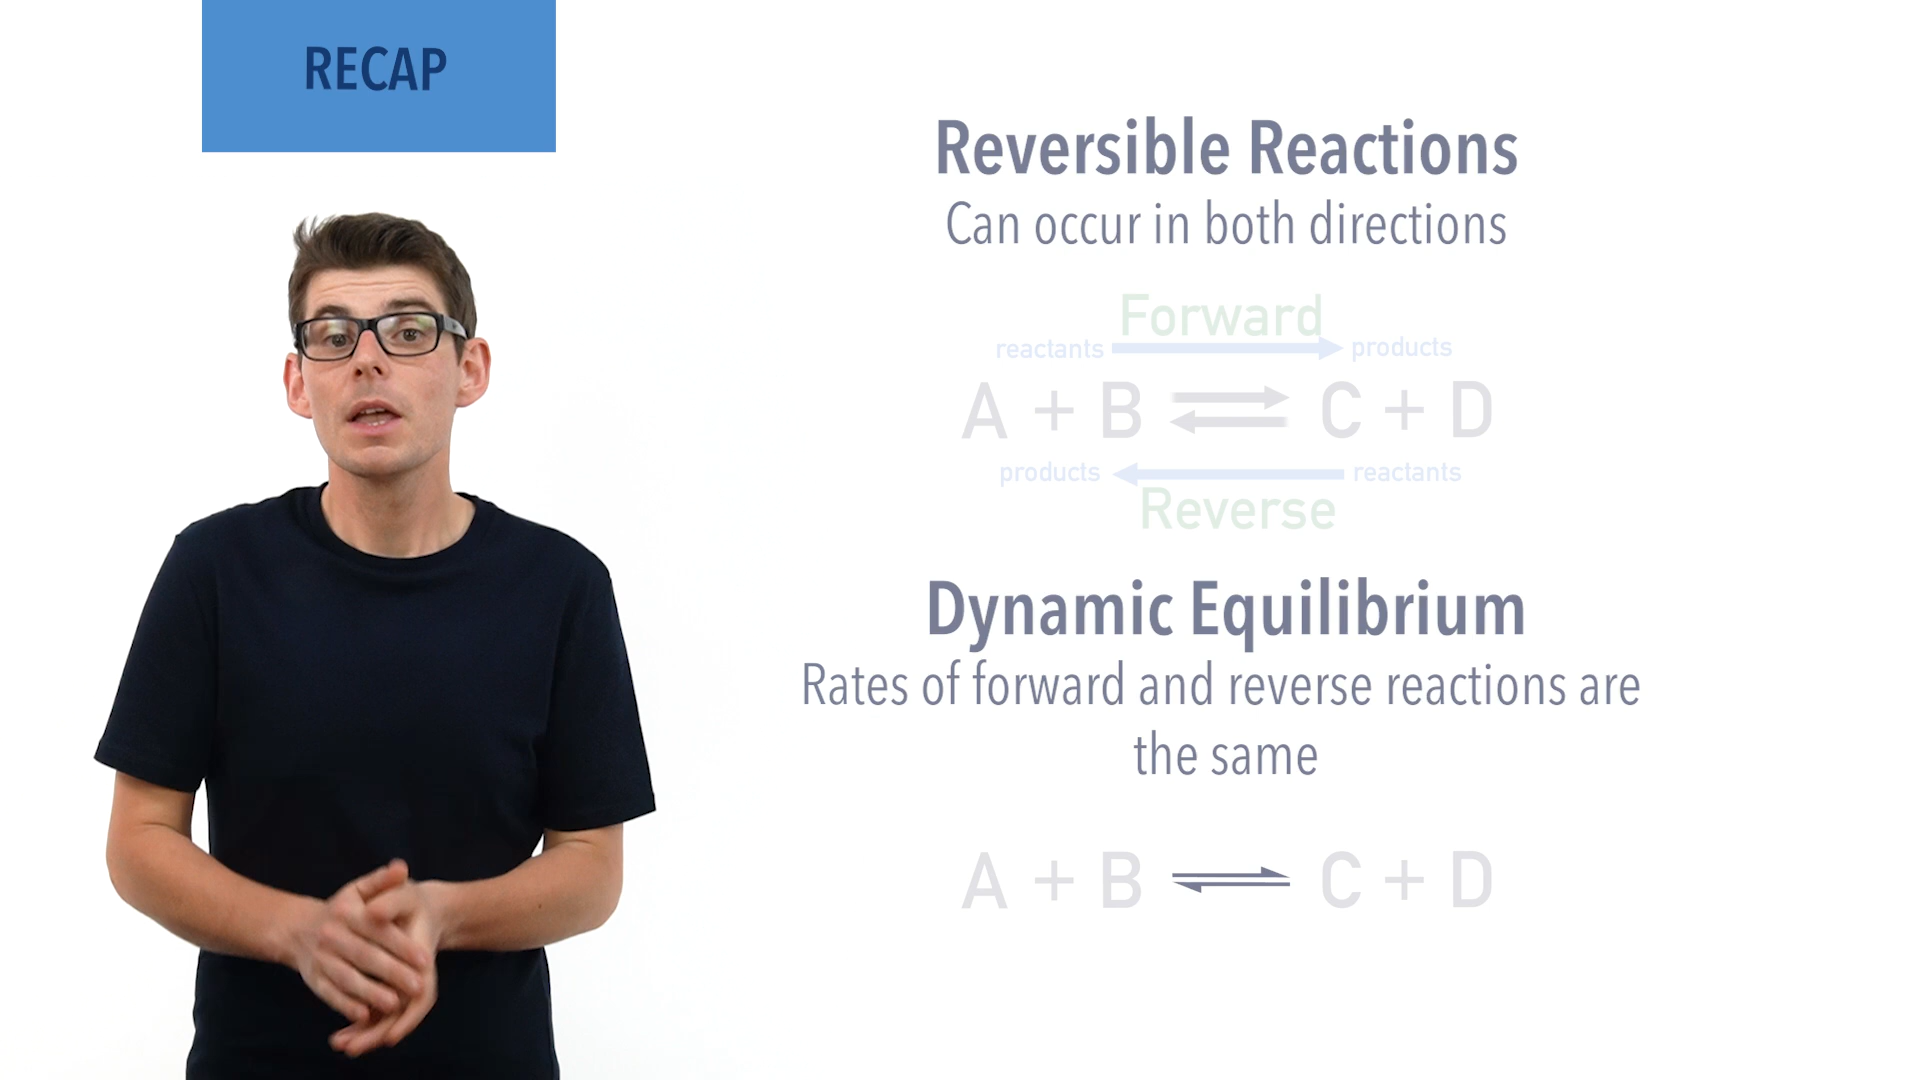 RECAP
Reversible Reactions
Can occur in both directions
Forward
reactants products
A + B ⇌ C + D
products reactants
Reverse
Dynamic Equilibrium
Rates of forward and reverse reactions are
the same
A + B ⇌ C + D